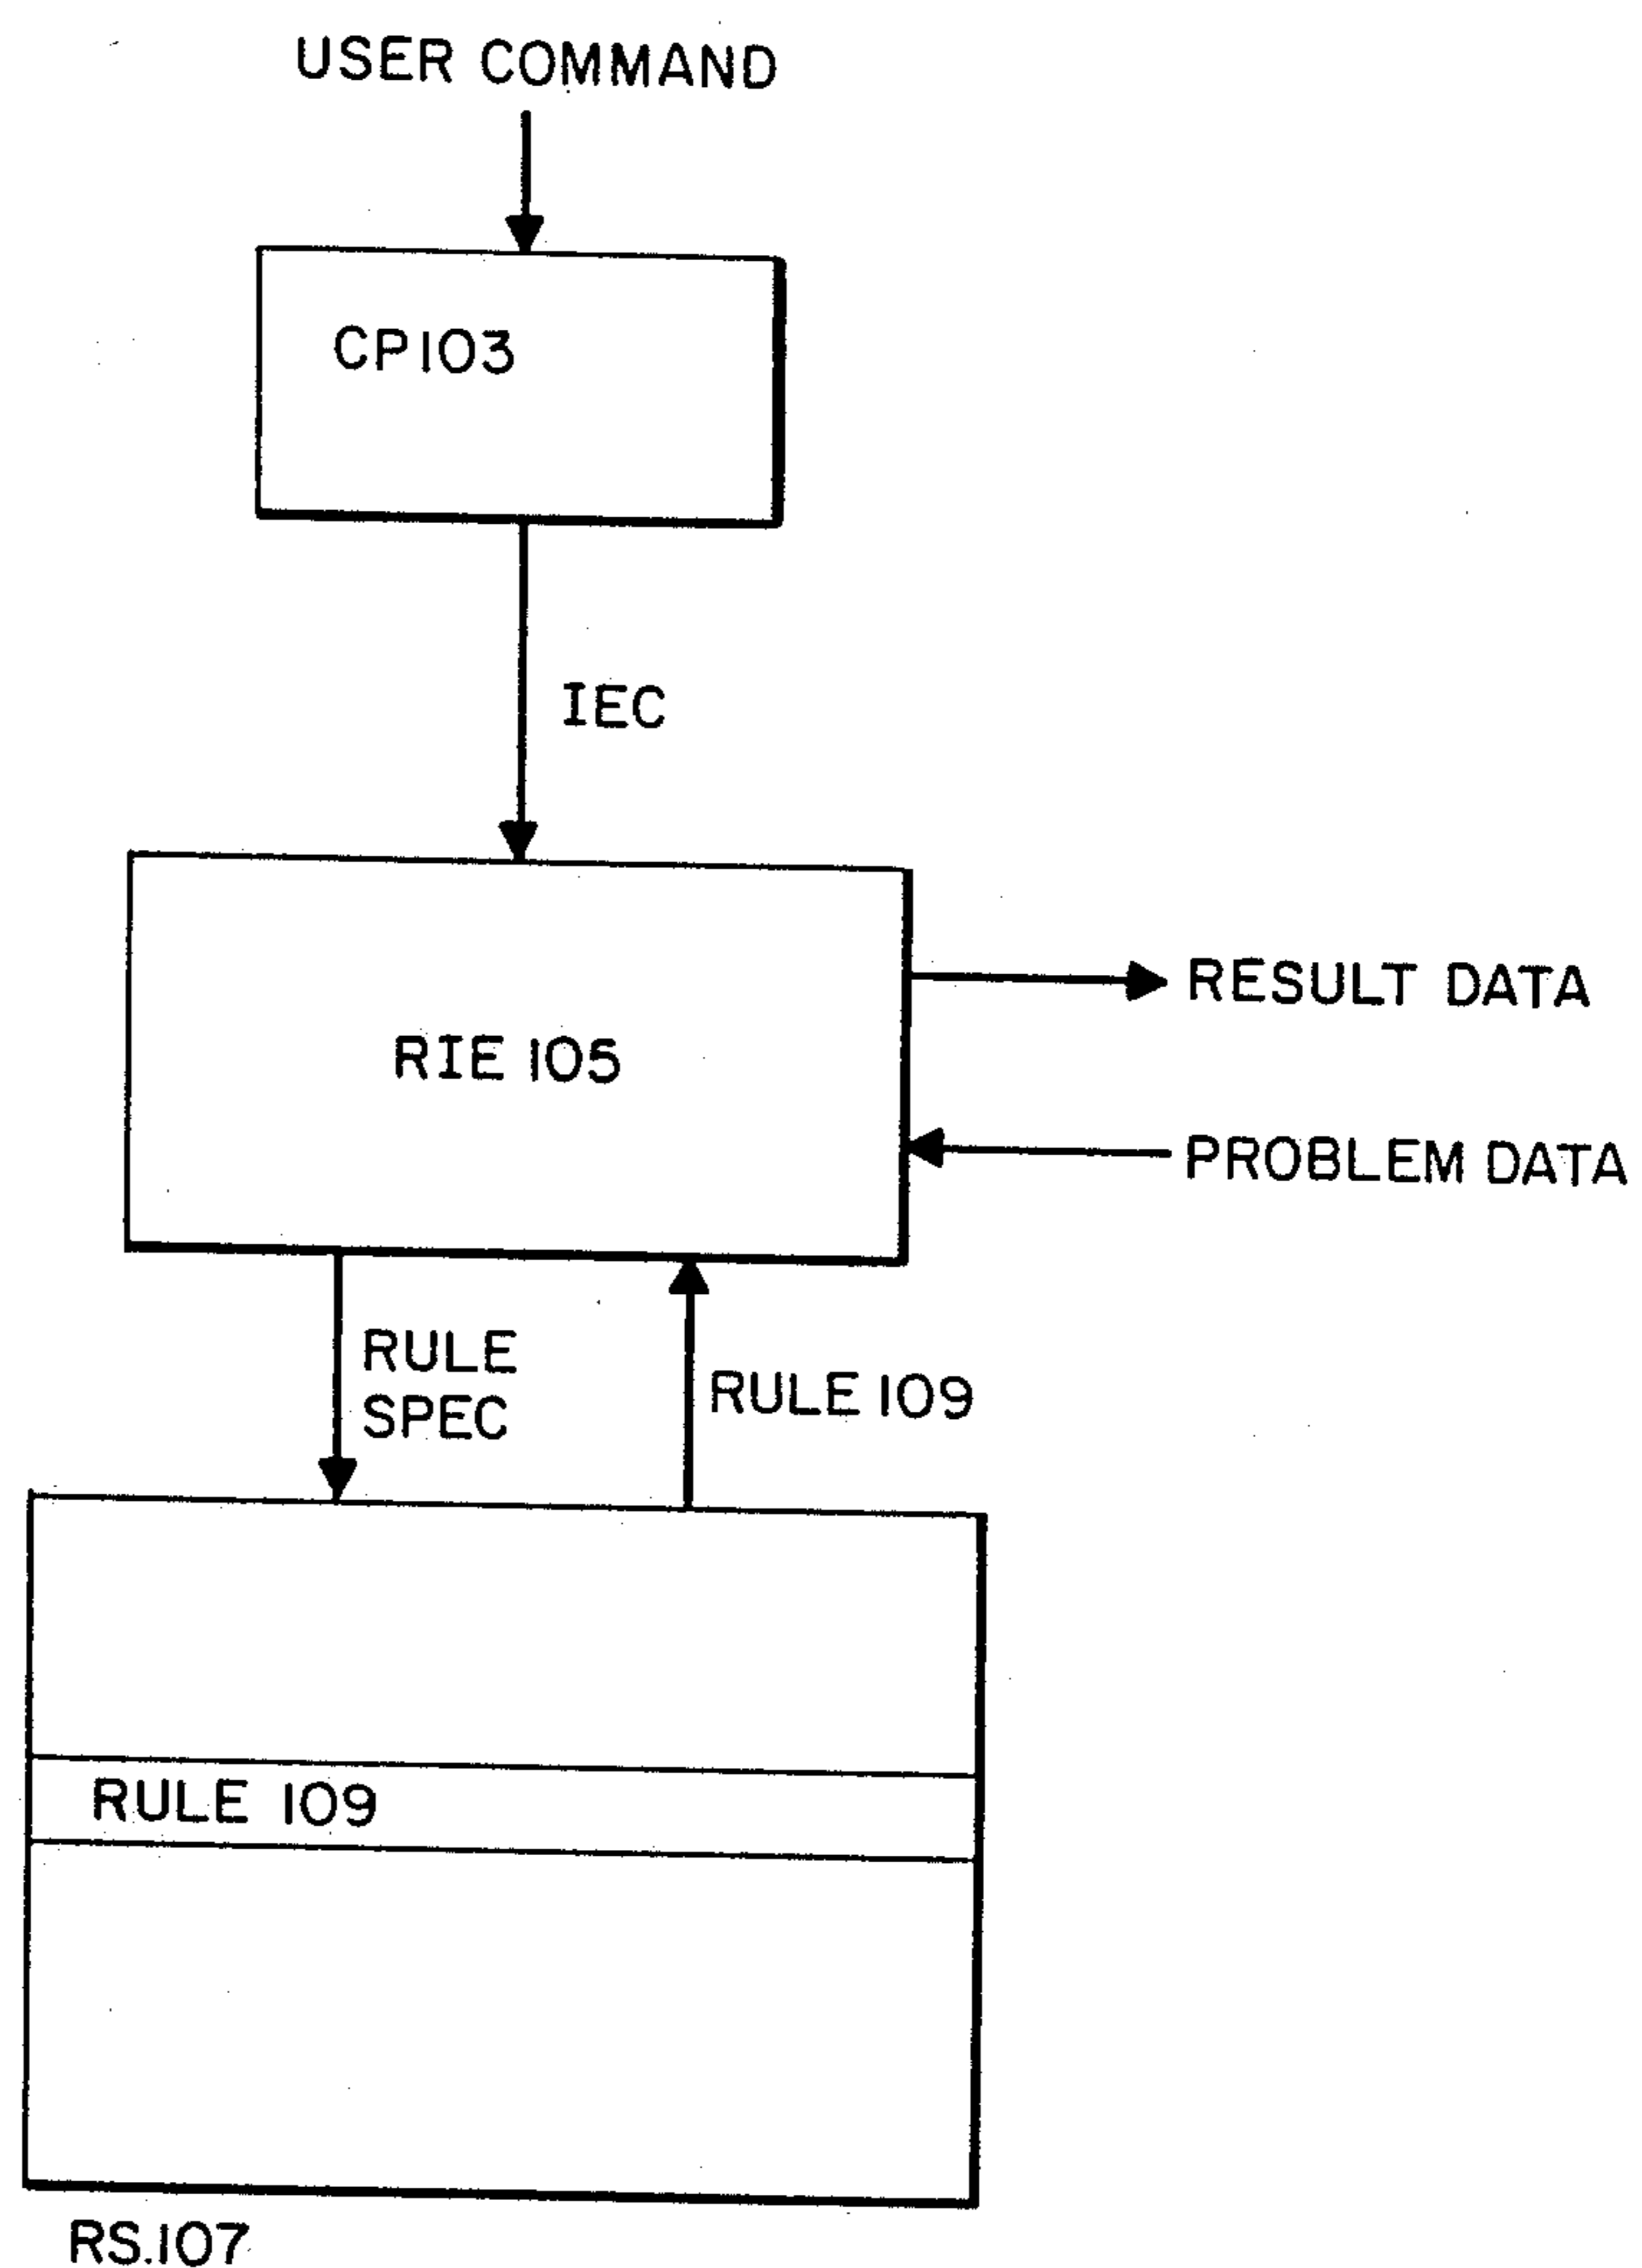 USER COMMAND
CP103
IEC
RESULT DATA
RIE 105
PROBLEM DATA
RULE
SPEC
RULE 109
RULE 109
RS.107